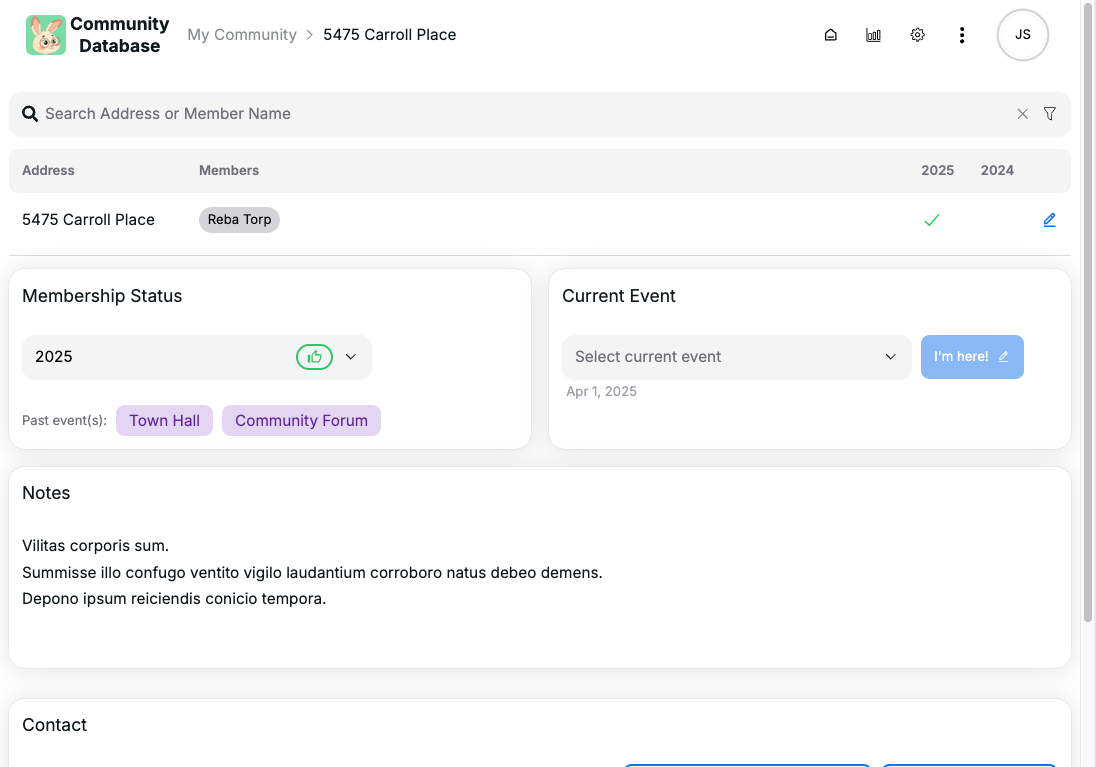 Community
Database
My Community > 5475 Carroll Place
JS
Search Address or Member Name
Address Members 2025 2024
5475 Carroll Place Reba Torp
Membership Status
2025
Past event(s): Town Hall Community Forum
Current Event
Select current event
I'm here!
Apr 1, 2025
Notes
Vilitas corporis sum.
Summisse illo confugo ventito vigilo laudantium corroboro natus debeo demens.
Depono ipsum reiciendis conicio tempora.
Contact